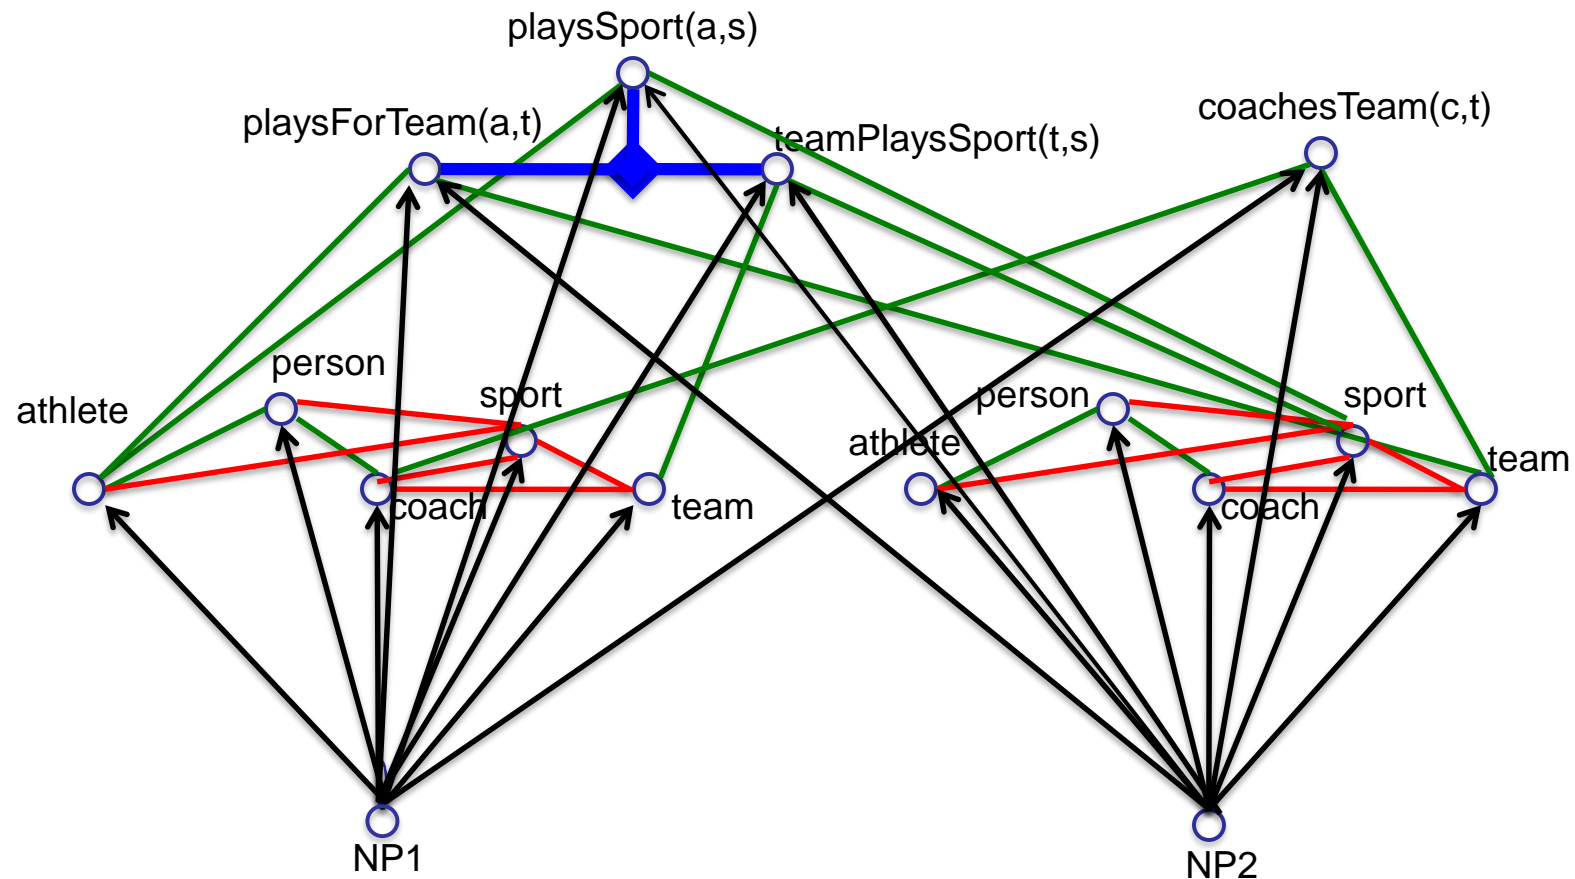 playsSport(a,s)
playsForTeam(a,t)
teamPlaysSport(t,s)
coachesTeam(c,t)
person
sport
athlete
coach
team
person
sport
athlete
team
coach
NP1
NP2